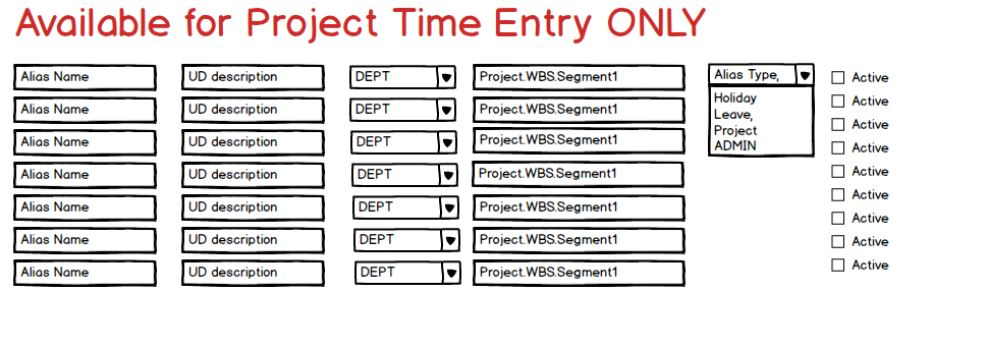 Available for Project Time Entry ONLY
Alias Name UD description DEPT Project.WBS.Segment1 Alias Type, Active
Alias Name UD description DEPT Project.WBS.Segment1 Holiday Active
Leave,
Alias Name UD description DEPT Project.WBS.Segment1 Project Active
ADMIN Active
Alias Name UD description DEPT Project.WBS.Segment1 Active
Alias Name UD description DEPT Project.WBS.Segment1 Active
Active
Alias Name UD description DEPT Project.WBS.Segment1 Active
Alias Name UD description DEPT Project.WBS.Segment1 Active